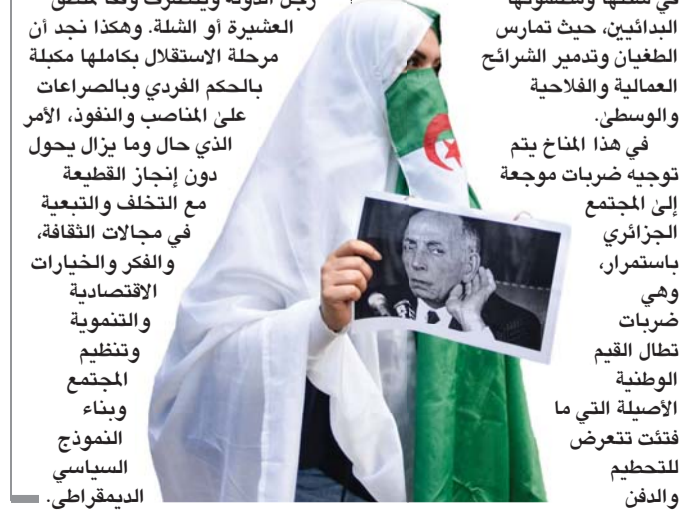 البدائيين، حيث تمارس
الطغيان وتدمير الشرائح
العمالية والفلاحية
والوسطى.
في هذا المناخ يتم
توجيه ضربات موجعة
إلى المجتمع
الجزائري
باستمرار،
وهي
ضربات
تطال القيم
الوطنية
الأصيلة التي ما
فتئت تتعرض
للتحطيم
والدفن
العشيرة أو الشلة. وهكذا نجد أن
مرحلة الاستقلال بكاملها مكبلة
بالحكم الفردي وبالصراعات
على المناصب والنفوذ، الأمر
الذي حال وما يزال يحول
دون إنجاز القطيعة
مع التخلف والتبعية
في مجالات الثقافة،
والفكر والخيارات
الاقتصادية
والتنموية
وتنظيم
المجتمع
وبناء
النموذج
السياسي
الديمقراطي.